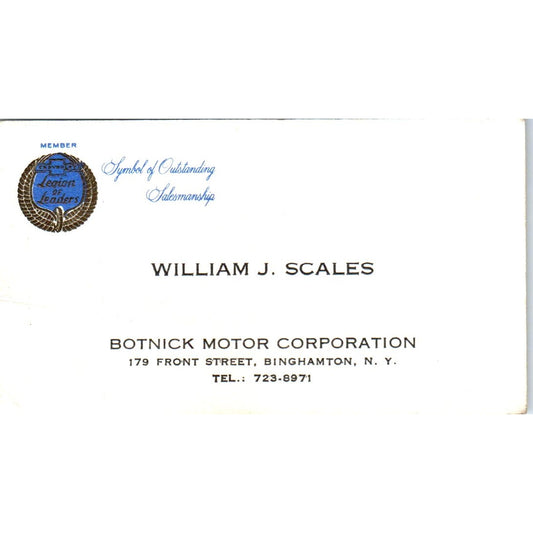 MEMBER
CHEVROLET
Legion
OF
Leaders
Symbol of Outstanding
Salesmanship
WILLIAM J. SCALES
BOTNICK MOTOR CORPORATION
179 FRONT STREET, BINGHAMTON, N. Y.
TEL.: 723-8971